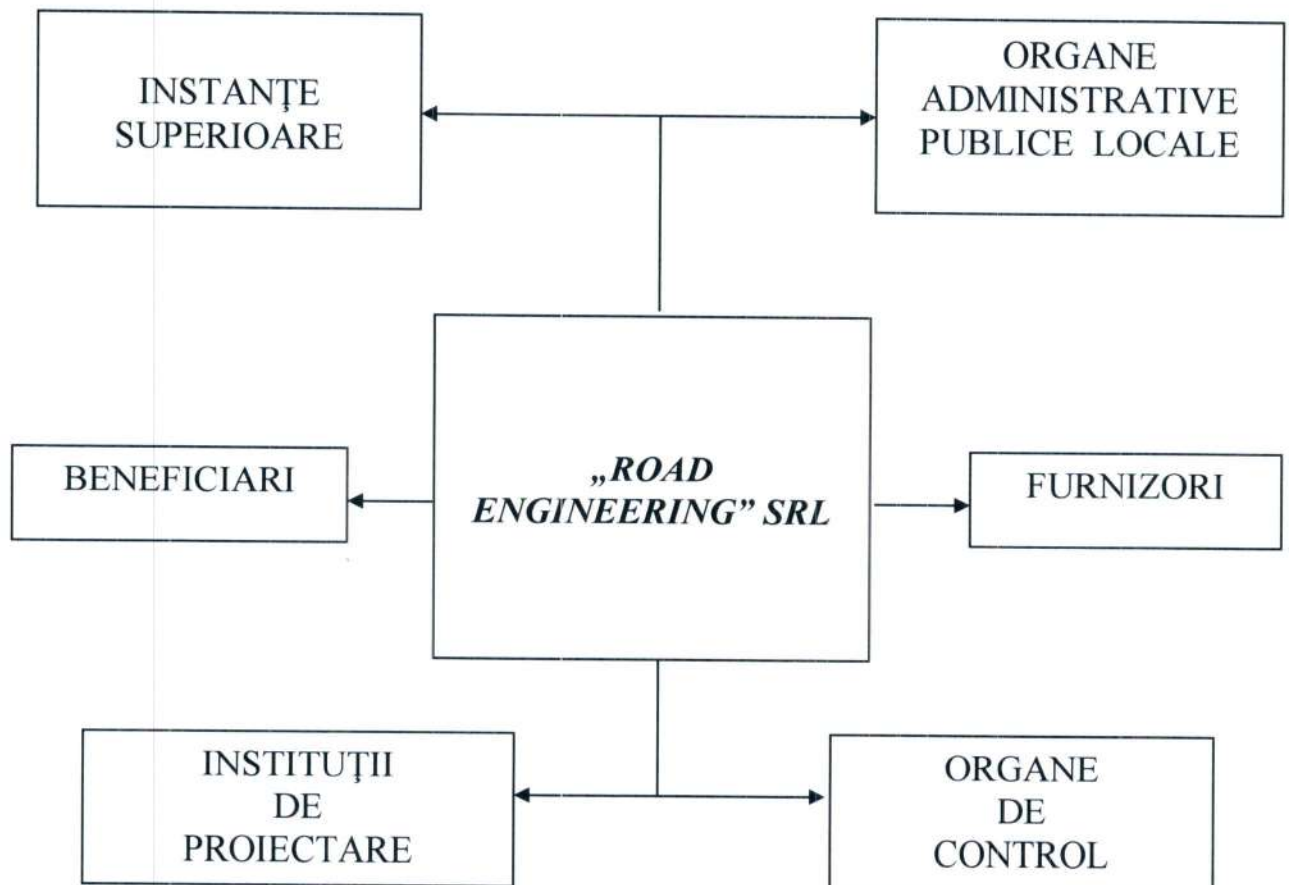 INSTANŢE
SUPERIOARE
ORGANE
ADMINISTRATIVE
PUBLICE LOCALE
BENEFICIARI
„ROAD
ENGINEERING” SRL
FURNIZORI
INSTITUŢII
DE
PROIECTARE
ORGANE
DE
CONTROL